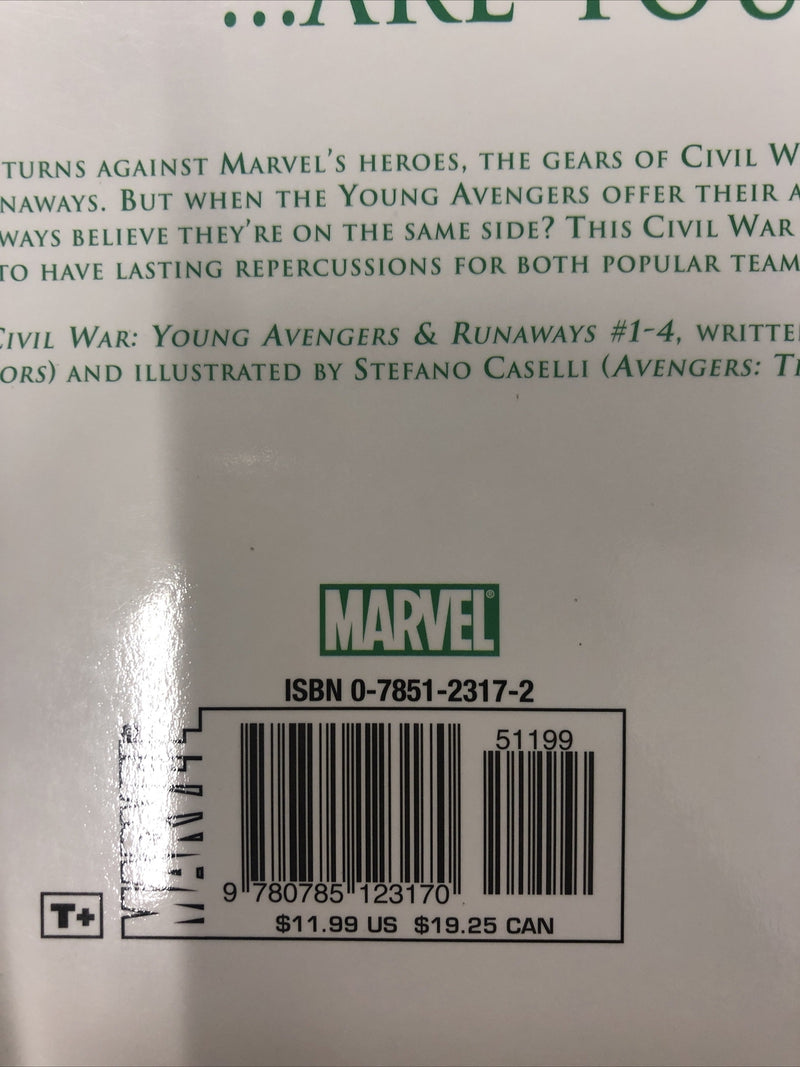 ...ARE YOU
TURNS AGAINST MARVEL'S HEROES, THE GEARS OF CIVIL W
NAWAYS. BUT WHEN THE YOUNG AVENGERS OFFER THEIR A
WAYS BELIEVE THEY'RE ON THE SAME SIDE? THIS CIVIL WAR
TO HAVE LASTING REPERCUSSIONS FOR BOTH POPULAR TEAM
CIVIL WAR: YOUNG AVENGERS & RUNAWAYS #1-4, WRITTE
ORS) AND ILLUSTRATED BY STEFANO CASELLI (AVENGERS: T
MARVEL®
ISBN 0-7851-2317-2
51199
9 780785 123170
T+
$11.99 US $19.25 CAN